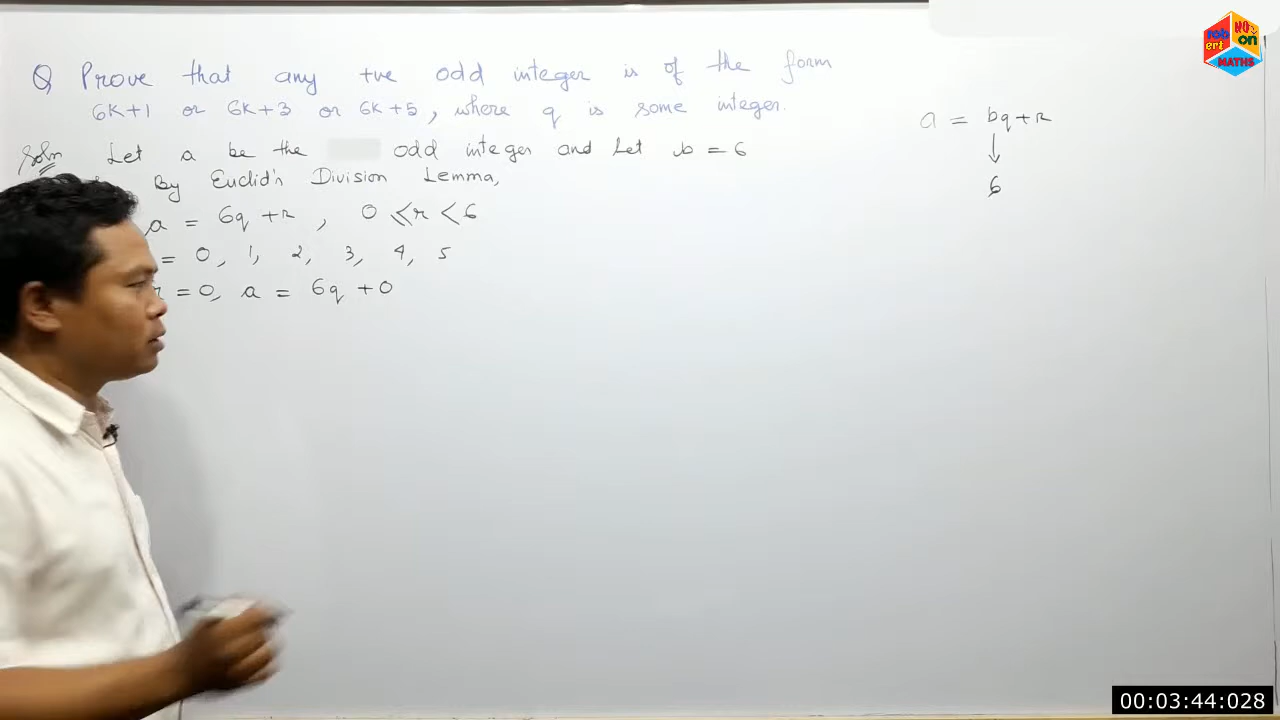 Q Prove that any +ve odd integer is of the form
6K+1 or 6K+3 or 6K+5, where q is some integer.
Soln Let a be the odd integer and Let b = 6
By Euclid's Division Lemma,
a = 6q + r , 0 ≤ r < 6
= 0, 1, 2, 3, 4, 5
r = 0, a = 6q + 0
a = bq + r
↓
6
rob ert NO on MATHS
00:03:44:028